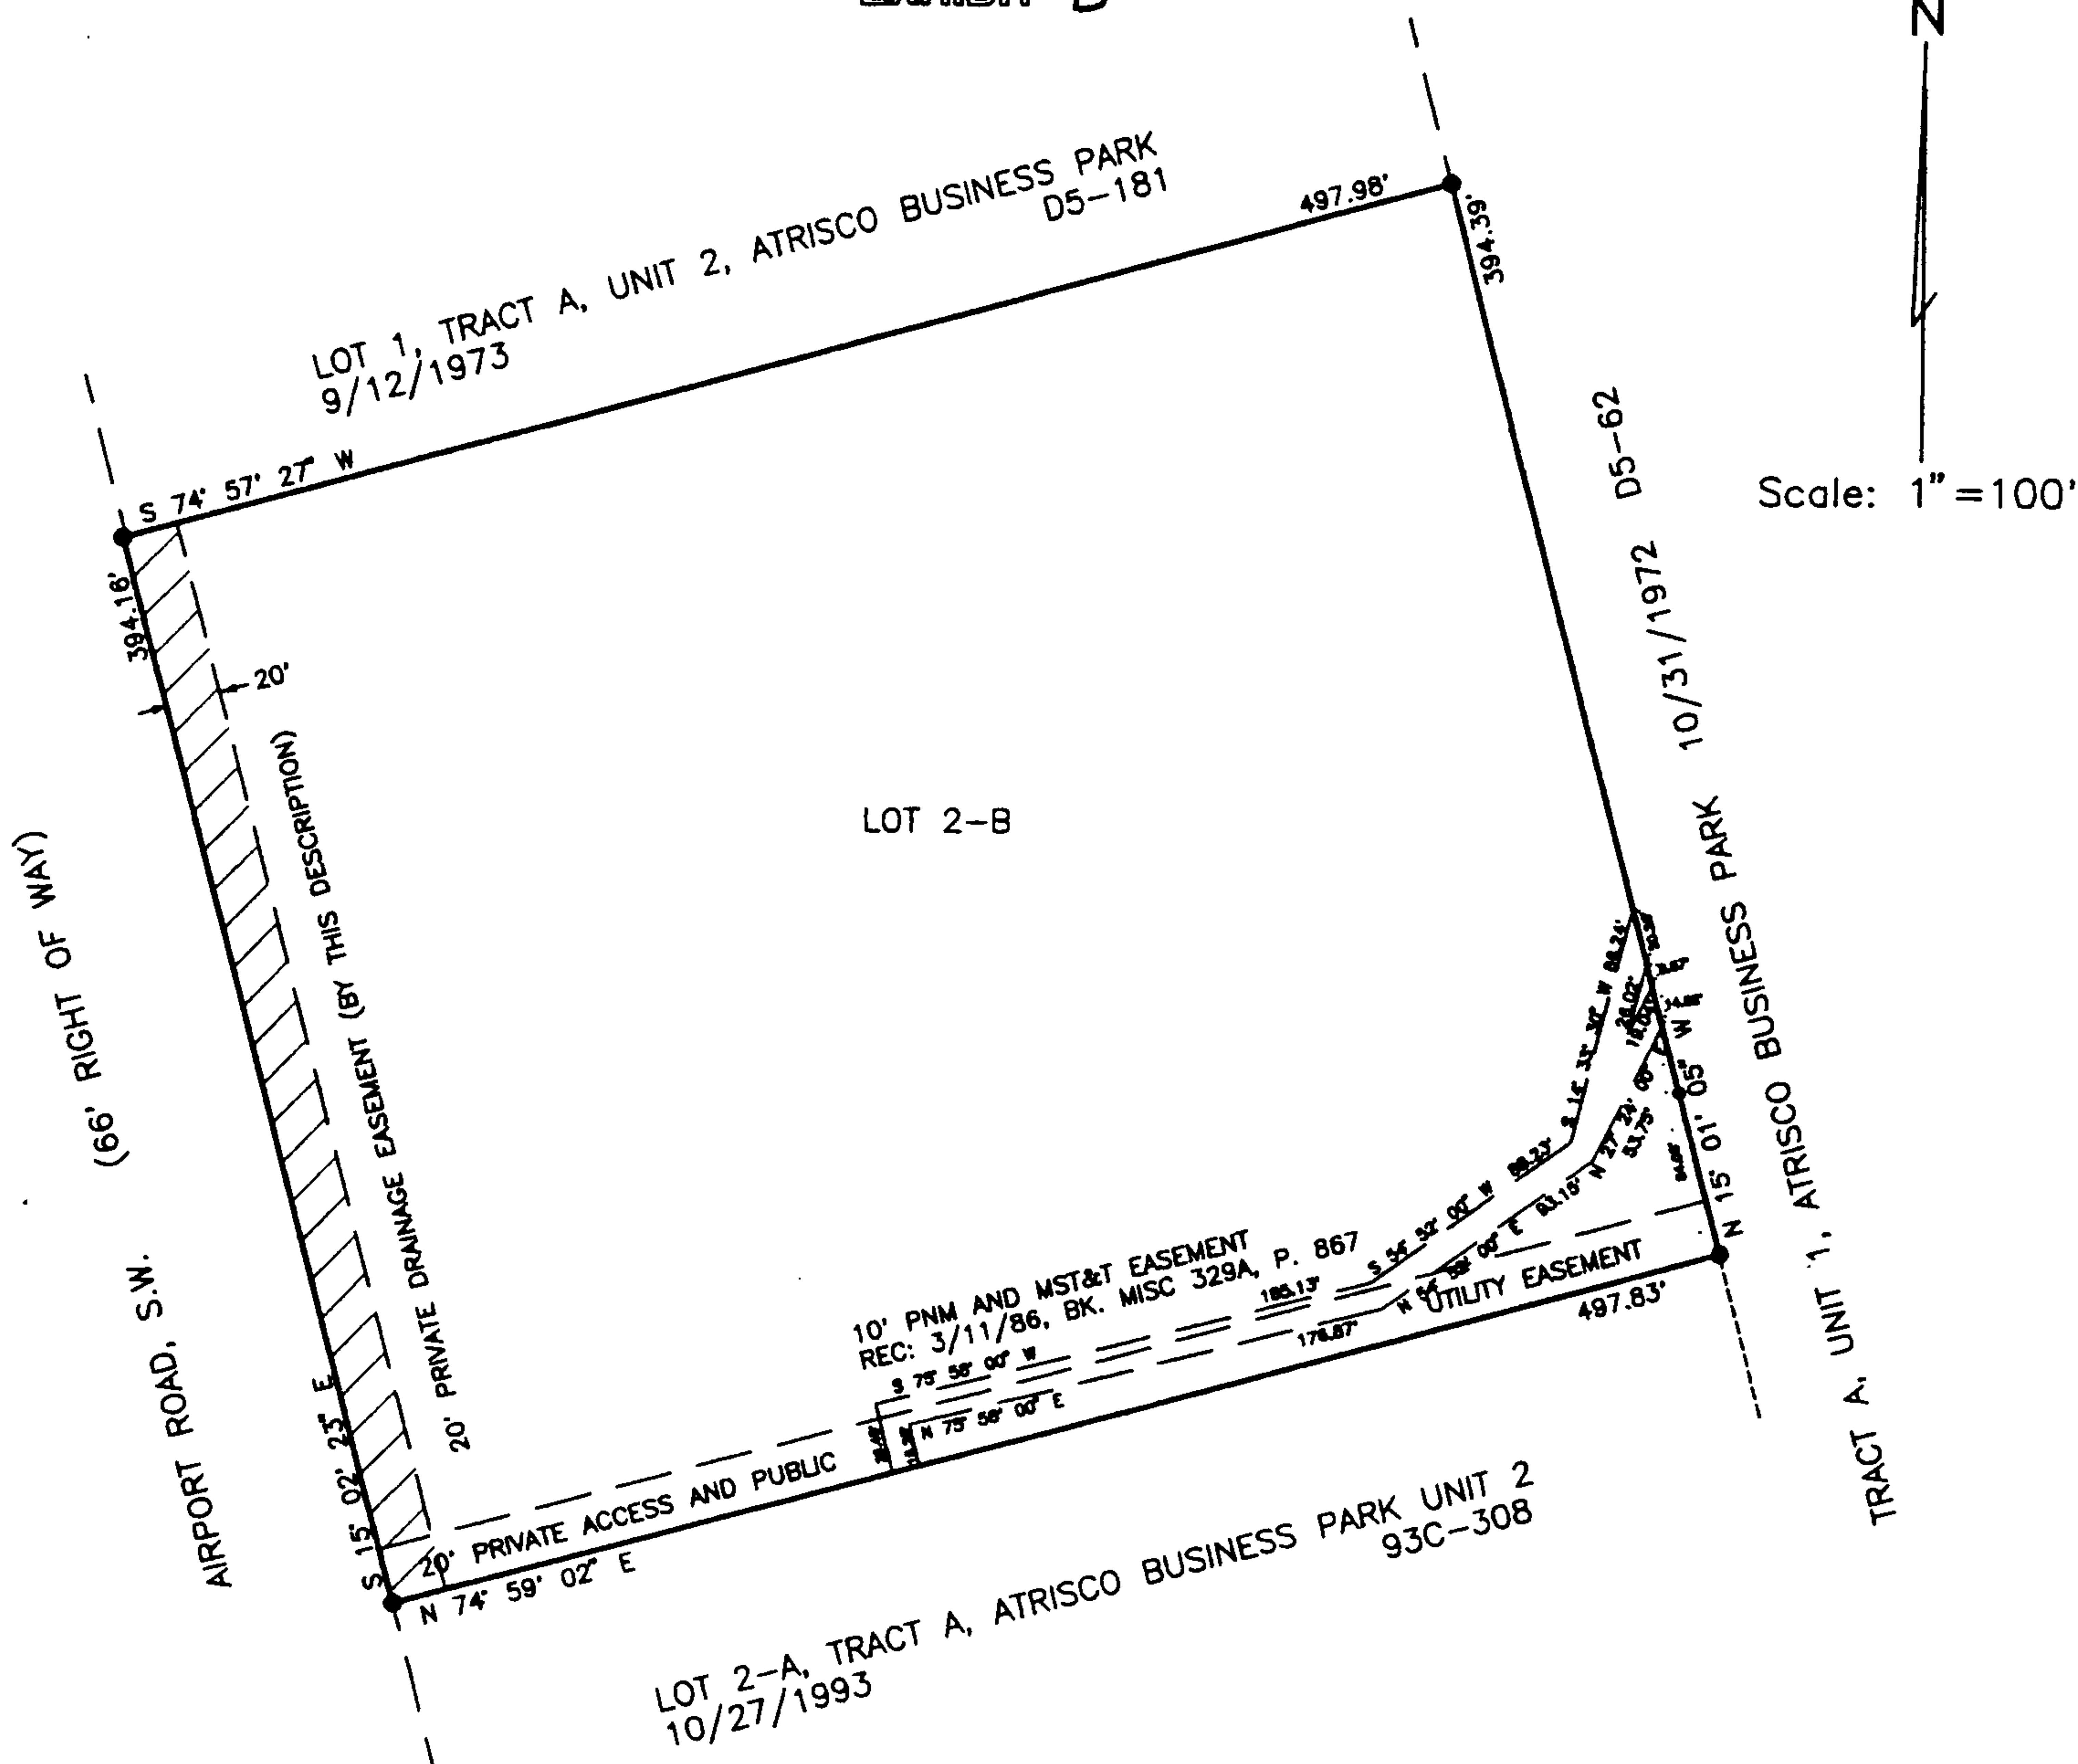 N
Scale: 1"=100'
LOT 1, TRACT A, UNIT 2, ATRISCO BUSINESS PARK
9/12/1973
D5-181
497.98'
394.39'
S 74° 57' 27" W
394.16'
20'
20' PRIVATE DRAINAGE EASEMENT (BY THIS DESCRIPTION)
LOT 2-B
(66' RIGHT OF WAY)
AIRPORT ROAD, S.W.
S 15° 02' 23" E
TRACT A, UNIT 1, ATRISCO BUSINESS PARK 10/31/1972 D5-62
N 15° 01' 05" W
10' PNM AND MST&T EASEMENT
REC: 3/11/86, BK. MISC 329A, P. 867
S 75° 58' 00" W
N 75° 58' 00" E
53.75'
20' PRIVATE ACCESS AND PUBLIC
UTILITY EASEMENT
497.83'
N 74° 59' 02" E
LOT 2-A, TRACT A, ATRISCO BUSINESS PARK UNIT 2
10/27/1993
93C-308